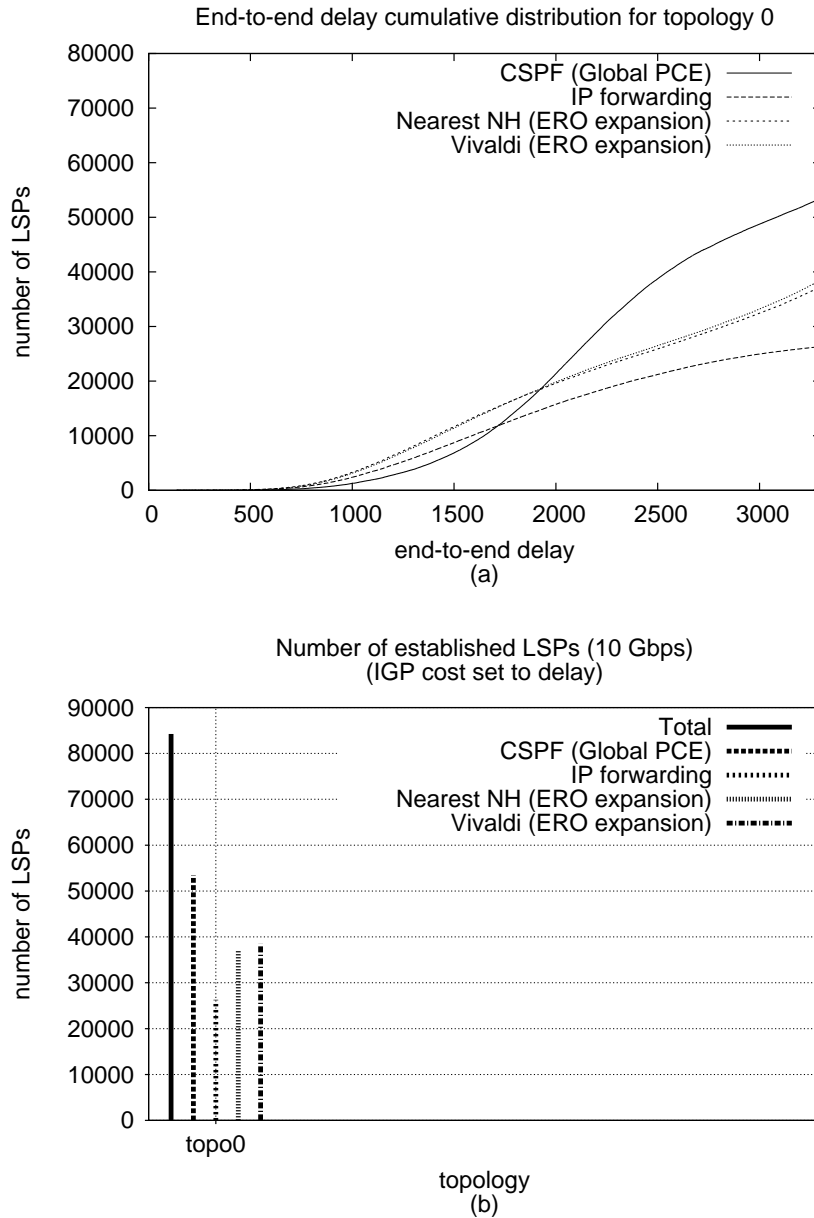 End-to-end delay cumulative distribution for topology 0
80000
70000
60000
50000
40000
30000
20000
10000
0
number of LSPs
CSPF (Global PCE)
IP forwarding
Nearest NH (ERO expansion)
Vivaldi (ERO expansion)
0 500 1000 1500 2000 2500 3000
end-to-end delay
(a)
Number of established LSPs (10 Gbps)
(IGP cost set to delay)
90000
80000
70000
60000
50000
40000
30000
20000
10000
0
number of LSPs
Total
CSPF (Global PCE)
IP forwarding
Nearest NH (ERO expansion)
Vivaldi (ERO expansion)
topo0
topology
(b)